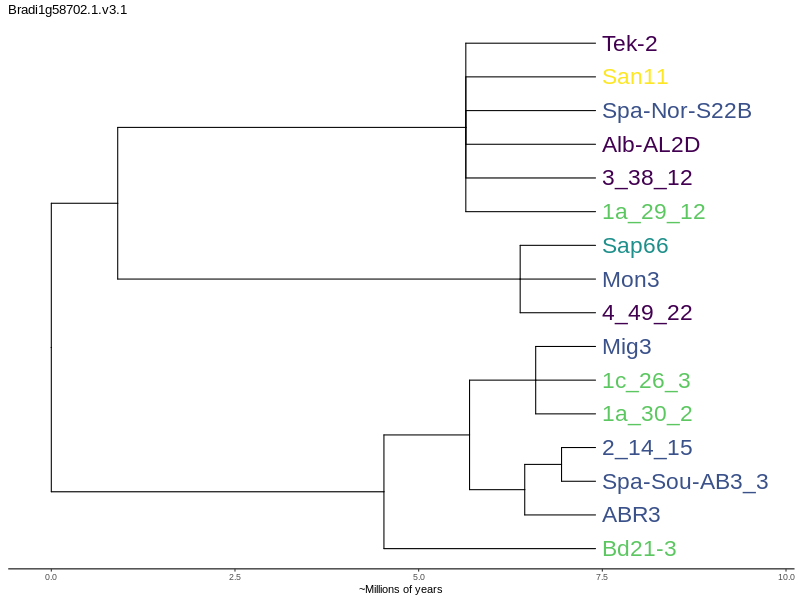 Bradi1g58702.1.v3.1
Tek-2
San11
Spa-Nor-S22B
Alb-AL2D
3_38_12
1a_29_12
Sap66
Mon3
4_49_22
Mig3
1c_26_3
1a_30_2
2_14_15
Spa-Sou-AB3_3
ABR3
Bd21-3
0.0 2.5 5.0 7.5 10.0
~Millions of years